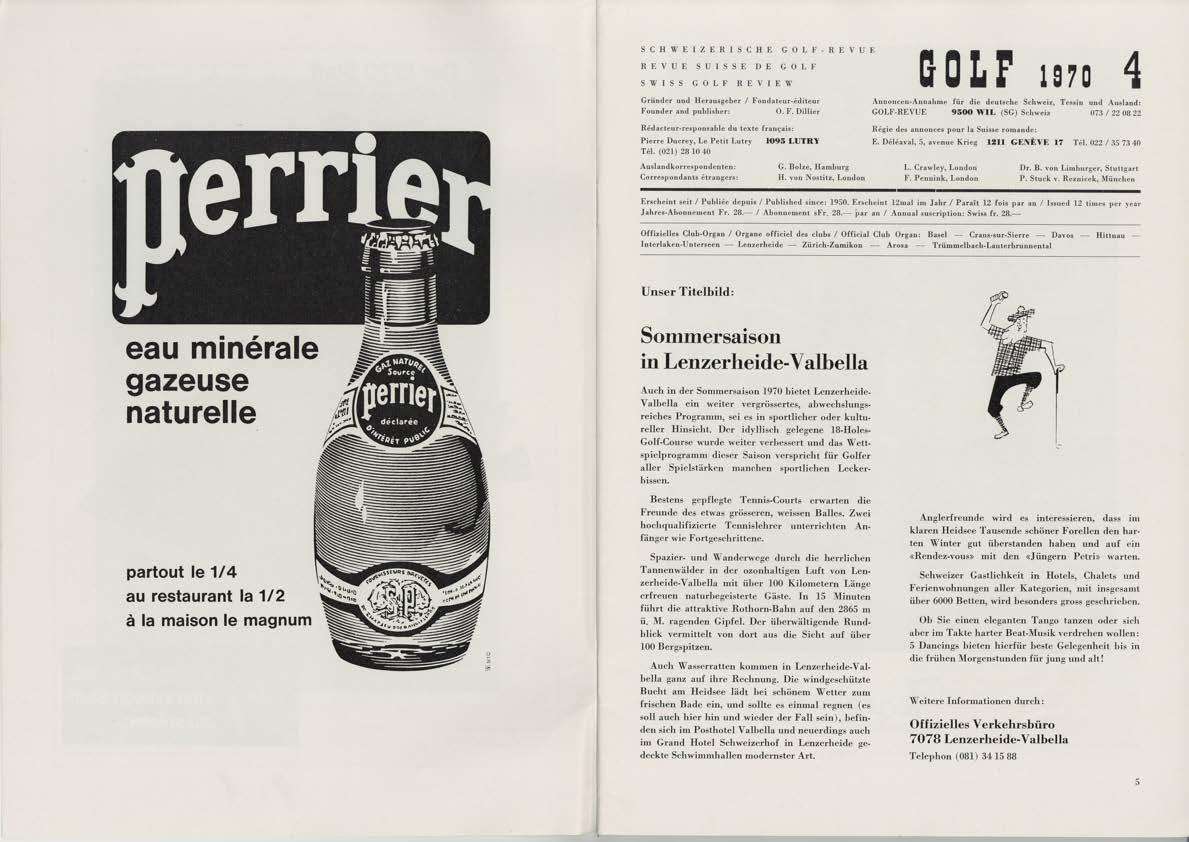 perrier
eau minérale
gazeuse
naturelle
GAZ NATUREL
Source
perrier
déclarée
D'INTÉRÊT PUBLIC
FOURNISSEURS BREVETÉS
SP
partout le 1/4
au restaurant la 1/2
à la maison le magnum
SCHWEIZERISCHE GOLF-REVUE
REVUE SUISSE DE GOLF
SWISS GOLF REVIEW
GOLF 1970 4
Gründer und Herausgeber / Fondateur-éditeur
Founder and publisher: O. F. Dillier
Annoncen-Annahme für die deutsche Schweiz, Tessin und Ausland:
GOLF-REVUE 9500 WIL (SG) Schweiz 073 / 22 08 22
Rédacteur-responsable du texte français:
Pierre Ducrey, Le Petit Lutry 1095 LUTRY
Tél. (021) 28 10 40
Régie des annonces pour la Suisse romande:
E. Déléaval, 5, avenue Krieg 1211 GENÈVE 17 Tél. 022 / 35 73 40
Auslandkorrespondenten: G. Bolze, Hamburg L. Crawley, London Dr. B. von Limburger, Stuttgart
Correspondants étrangers: H. von Nostitz, London F. Pennink, London P. Stuck v. Reznicek, München
Erscheint seit / Publiée depuis / Published since: 1950. Erscheint 12mal im Jahr / Paraît 12 fois par an / Issued 12 times per year
Jahres-Abonnement Fr. 28.— / Abonnement sFr. 28.— par an / Annual suscription: Swiss fr. 28.—
Offizielles Club-Organ / Organe officiel des clubs / Official Club Organ: Basel — Crans-sur-Sierre — Davos — Hittnau —
Interlaken-Unterseen — Lenzerheide — Zürich-Zumikon — Arosa — Trümmelbach-Lauterbrunnental
Unser Titelbild:
Sommersaison
in Lenzerheide-Valbella
Auch in der Sommersaison 1970 bietet Lenzerheide-
Valbella ein weiter vergrössertes, abwechslungs-
reiches Programm, sei es in sportlicher oder kultu-
reller Hinsicht. Der idyllisch gelegene 18-Holes-
Golf-Course wurde weiter verbessert und das Wett-
spielprogramm dieser Saison verspricht für Golfer
aller Spielstärken manchen sportlichen Lecker-
bissen.
Bestens gepflegte Tennis-Courts erwarten die
Freunde des etwas grösseren, weissen Balles. Zwei
hochqualifizierte Tennislehrer unterrichten An-
fänger wie Fortgeschrittene.
Spazier- und Wanderwege durch die herrlichen
Tannenwälder in der ozonhaltigen Luft von Len-
zerheide-Valbella mit über 100 Kilometern Länge
erfreuen naturbegeisterte Gäste. In 15 Minuten
führt die attraktive Rothorn-Bahn auf den 2865 m
ü. M. ragenden Gipfel. Der überwältigende Rund-
blick vermittelt von dort aus die Sicht auf über
100 Bergspitzen.
Auch Wasserratten kommen in Lenzerheide-Val-
bella ganz auf ihre Rechnung. Die windgeschützte
Bucht am Heidsee lädt bei schönem Wetter zum
frischen Bade ein, und sollte es einmal regnen (es
soll auch hier hin und wieder der Fall sein), befin-
den sich im Posthotel Valbella und neuerdings auch
im Grand Hotel Schweizerhof in Lenzerheide ge-
deckte Schwimmhallen modernster Art.
Anglerfreunde wird es interessieren, dass im
klaren Heidsee Tausende schöner Forellen den har-
ten Winter gut überstanden haben und auf ein
«Rendez-vous» mit den «Jüngern Petri» warten.
Schweizer Gastlichkeit in Hotels, Chalets und
Ferienwohnungen aller Kategorien, mit insgesamt
über 6000 Betten, wird besonders gross geschrieben.
Ob Sie einen eleganten Tango tanzen oder sich
aber im Takte harter Beat-Musik verdrehen wollen:
5 Dancings bieten hierfür beste Gelegenheit bis in
die frühen Morgenstunden für jung und alt!
Weitere Informationen durch:
Offizielles Verkehrsbüro
7078 Lenzerheide-Valbella
Telephon (081) 34 15 88
5